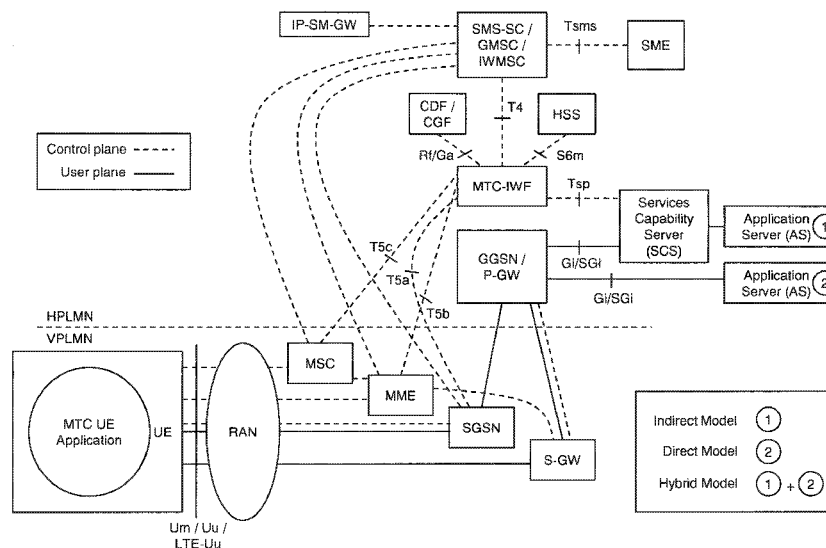 IP-SM-GW
SMS-SC /
GMSC /
IWMSC
Tsms
SME
T4
CDF /
CGF
HSS
Rf/Ga
S6m
Control plane
User plane
MTC-IWF
Tsp
Services
Capability
Server
(SCS)
Application
Server (AS) 1
GGSN /
P-GW
Gi/SGi
Application
Server (AS) 2
Gi/SGi
T5c
T5a
T5b
HPLMN
VPLMN
MSC
MME
SGSN
S-GW
MTC UE
Application
UE
RAN
Um / Uu /
LTE-Uu
Indirect Model 1
Direct Model 2
Hybrid Model 1 + 2